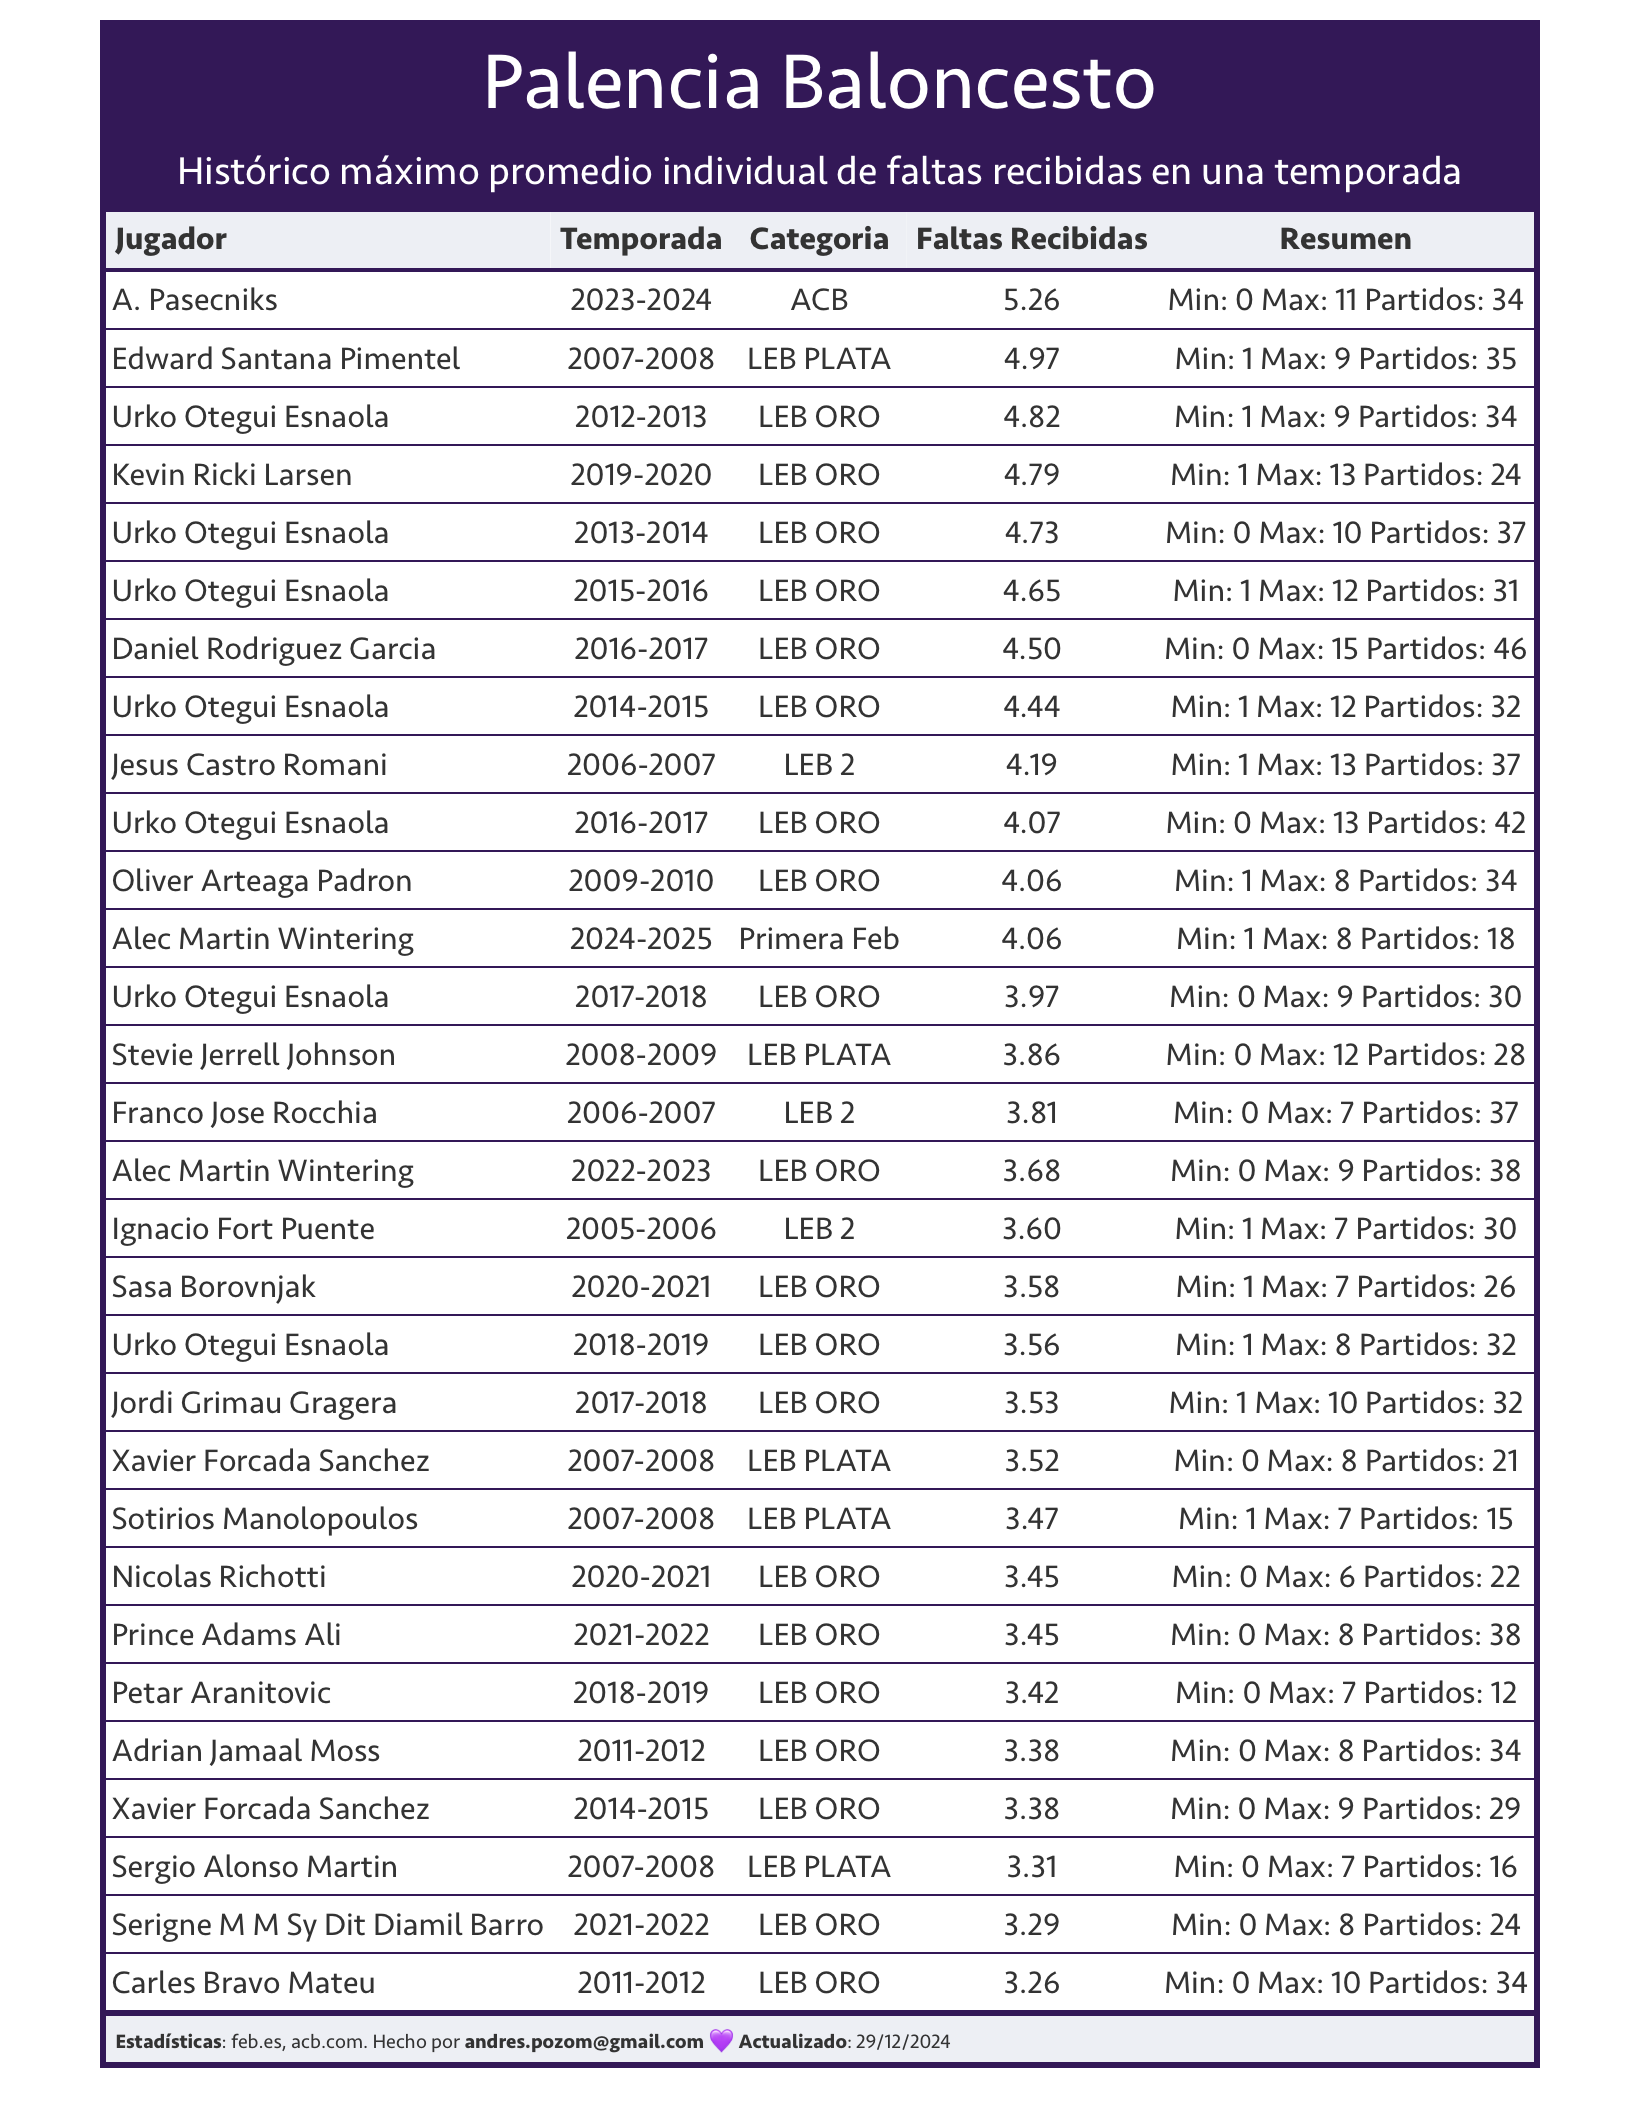 Palencia Baloncesto
Histórico máximo promedio individual de faltas recibidas en una temporada
Jugador Temporada Categoria Faltas Recibidas Resumen
A. Pasecniks 2023-2024 ACB 5.26 Min: 0 Max: 11 Partidos: 34
Edward Santana Pimentel 2007-2008 LEB PLATA 4.97 Min: 1 Max: 9 Partidos: 35
Urko Otegui Esnaola 2012-2013 LEB ORO 4.82 Min: 1 Max: 9 Partidos: 34
Kevin Ricki Larsen 2019-2020 LEB ORO 4.79 Min: 1 Max: 13 Partidos: 24
Urko Otegui Esnaola 2013-2014 LEB ORO 4.73 Min: 0 Max: 10 Partidos: 37
Urko Otegui Esnaola 2015-2016 LEB ORO 4.65 Min: 1 Max: 12 Partidos: 31
Daniel Rodriguez Garcia 2016-2017 LEB ORO 4.50 Min: 0 Max: 15 Partidos: 46
Urko Otegui Esnaola 2014-2015 LEB ORO 4.44 Min: 1 Max: 12 Partidos: 32
Jesus Castro Romani 2006-2007 LEB 2 4.19 Min: 1 Max: 13 Partidos: 37
Urko Otegui Esnaola 2016-2017 LEB ORO 4.07 Min: 0 Max: 13 Partidos: 42
Oliver Arteaga Padron 2009-2010 LEB ORO 4.06 Min: 1 Max: 8 Partidos: 34
Alec Martin Wintering 2024-2025 Primera Feb 4.06 Min: 1 Max: 8 Partidos: 18
Urko Otegui Esnaola 2017-2018 LEB ORO 3.97 Min: 0 Max: 9 Partidos: 30
Stevie Jerrell Johnson 2008-2009 LEB PLATA 3.86 Min: 0 Max: 12 Partidos: 28
Franco Jose Rocchia 2006-2007 LEB 2 3.81 Min: 0 Max: 7 Partidos: 37
Alec Martin Wintering 2022-2023 LEB ORO 3.68 Min: 0 Max: 9 Partidos: 38
Ignacio Fort Puente 2005-2006 LEB 2 3.60 Min: 1 Max: 7 Partidos: 30
Sasa Borovnjak 2020-2021 LEB ORO 3.58 Min: 1 Max: 7 Partidos: 26
Urko Otegui Esnaola 2018-2019 LEB ORO 3.56 Min: 1 Max: 8 Partidos: 32
Jordi Grimau Gragera 2017-2018 LEB ORO 3.53 Min: 1 Max: 10 Partidos: 32
Xavier Forcada Sanchez 2007-2008 LEB PLATA 3.52 Min: 0 Max: 8 Partidos: 21
Sotirios Manolopoulos 2007-2008 LEB PLATA 3.47 Min: 1 Max: 7 Partidos: 15
Nicolas Richotti 2020-2021 LEB ORO 3.45 Min: 0 Max: 6 Partidos: 22
Prince Adams Ali 2021-2022 LEB ORO 3.45 Min: 0 Max: 8 Partidos: 38
Petar Aranitovic 2018-2019 LEB ORO 3.42 Min: 0 Max: 7 Partidos: 12
Adrian Jamaal Moss 2011-2012 LEB ORO 3.38 Min: 0 Max: 8 Partidos: 34
Xavier Forcada Sanchez 2014-2015 LEB ORO 3.38 Min: 0 Max: 9 Partidos: 29
Sergio Alonso Martin 2007-2008 LEB PLATA 3.31 Min: 0 Max: 7 Partidos: 16
Serigne M M Sy Dit Diamil Barro 2021-2022 LEB ORO 3.29 Min: 0 Max: 8 Partidos: 24
Carles Bravo Mateu 2011-2012 LEB ORO 3.26 Min: 0 Max: 10 Partidos: 34
Estadísticas: feb.es, acb.com. Hecho por andres.pozom@gmail.com 💜 Actualizado: 29/12/2024